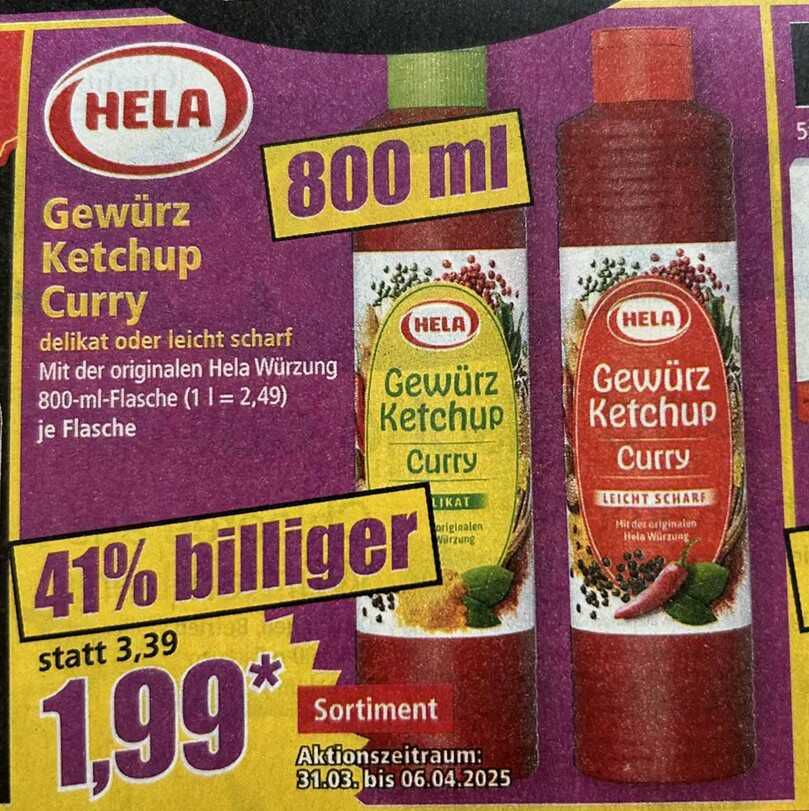 HELA
800 ml
Gewürz
Ketchup
Curry
delikat oder leicht scharf
Mit der originalen Hela Würzung
800-ml-Flasche (1 l = 2,49)
je Flasche
HELA
Gewürz
Ketchup
Curry
LIKAT
originalen
Würzung
HELA
Gewürz
Ketchup
Curry
LEICHT SCHARF
Mit der originalen
Hela Würzung
41% billiger
statt 3,39
1,99*
Sortiment
Aktionszeitraum:
31.03. bis 06.04.2025
5